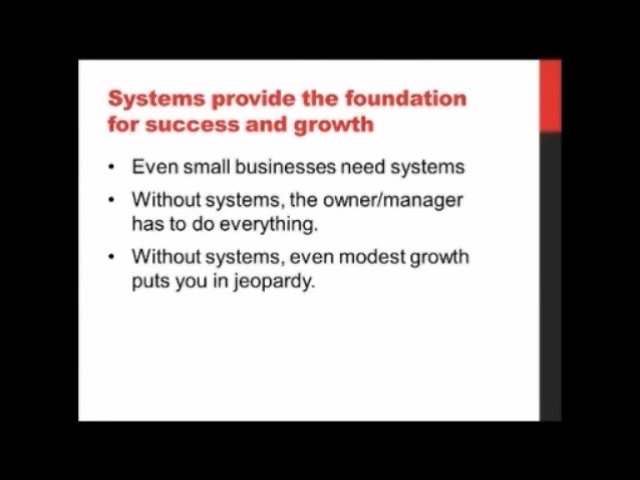 Systems provide the foundation
for success and growth
• Even small businesses need systems
• Without systems, the owner/manager
has to do everything.
• Without systems, even modest growth
puts you in jeopardy.